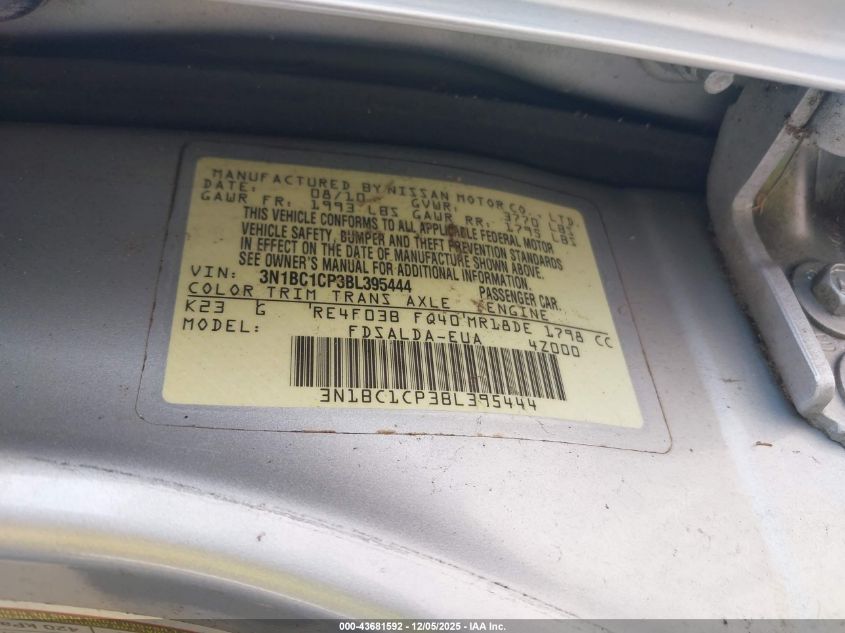 MANUFACTURED BY NISSAN MOTOR CO., LTD.
DATE: 08/10 GVWR: 3770 LBS
GAWR FR: 1993 LBS GAWR RR: 1793 LBS
THIS VEHICLE CONFORMS TO ALL APPLICABLE FEDERAL MOTOR
VEHICLE SAFETY, BUMPER AND THEFT PREVENTION STANDARDS
IN EFFECT ON THE DATE OF MANUFACTURE SHOWN ABOVE.
SEE OWNER'S MANUAL FOR ADDITIONAL INFORMATION.
VIN: 3N1BC1CP3BL395444 PASSENGER CAR
COLOR TRIM TRANS AXLE ENGINE
K23 G RE4F03B FQ40 MR18DE 1798 CC
MODEL: FDSALDA-EUA 4Z000
3N1BC1CP3BL395444
420 KPa
000-43681592 - 12/05/2025 - IAA Inc.